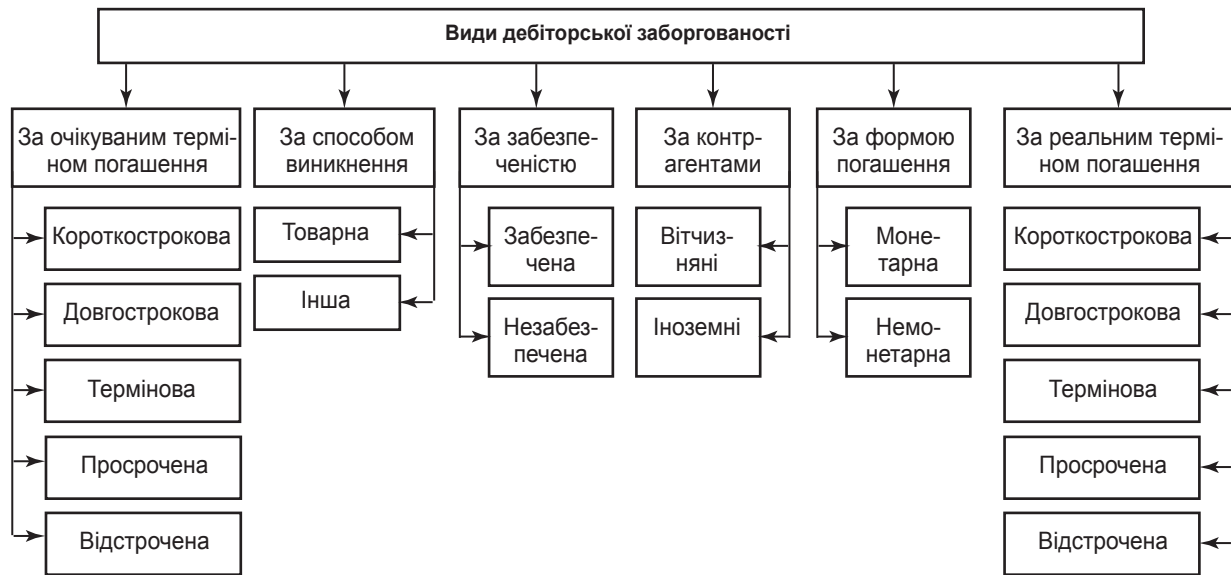 Види дебіторської заборгованості
За очікуваним термі-
ном погашення
Короткострокова
Довгострокова
Термінова
Просрочена
Відстрочена
За способом
виникнення
Товарна
Інша
За забезпе-
ченістю
Забезпе-
чена
Незабез-
печена
За контр-
агентами
Вітчиз-
няні
Іноземні
За формою
погашення
Моне-
тарна
Немо-
нетарна
За реальним термі-
ном погашення
Короткострокова
Довгострокова
Термінова
Просрочена
Відстрочена